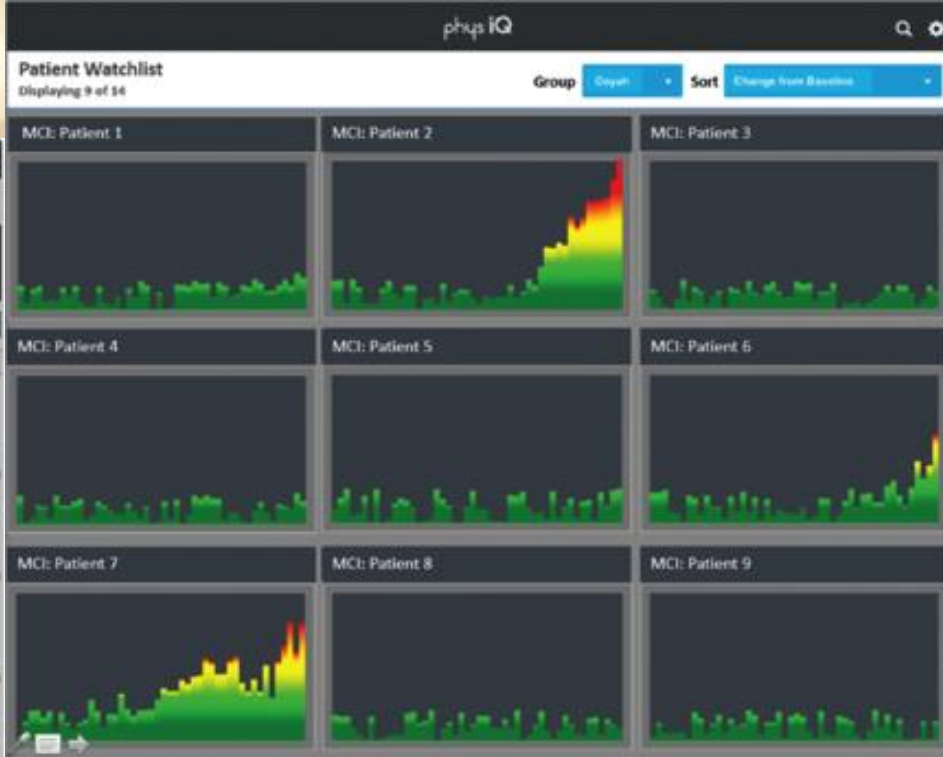 phys iQ
Patient Watchlist
Displaying 9 of 14
Group
Sort Change from Baseline
MCI: Patient 1
MCI: Patient 2
MCI: Patient 3
MCI: Patient 4
MCI: Patient 5
MCI: Patient 6
MCI: Patient 7
MCI: Patient 8
MCI: Patient 9